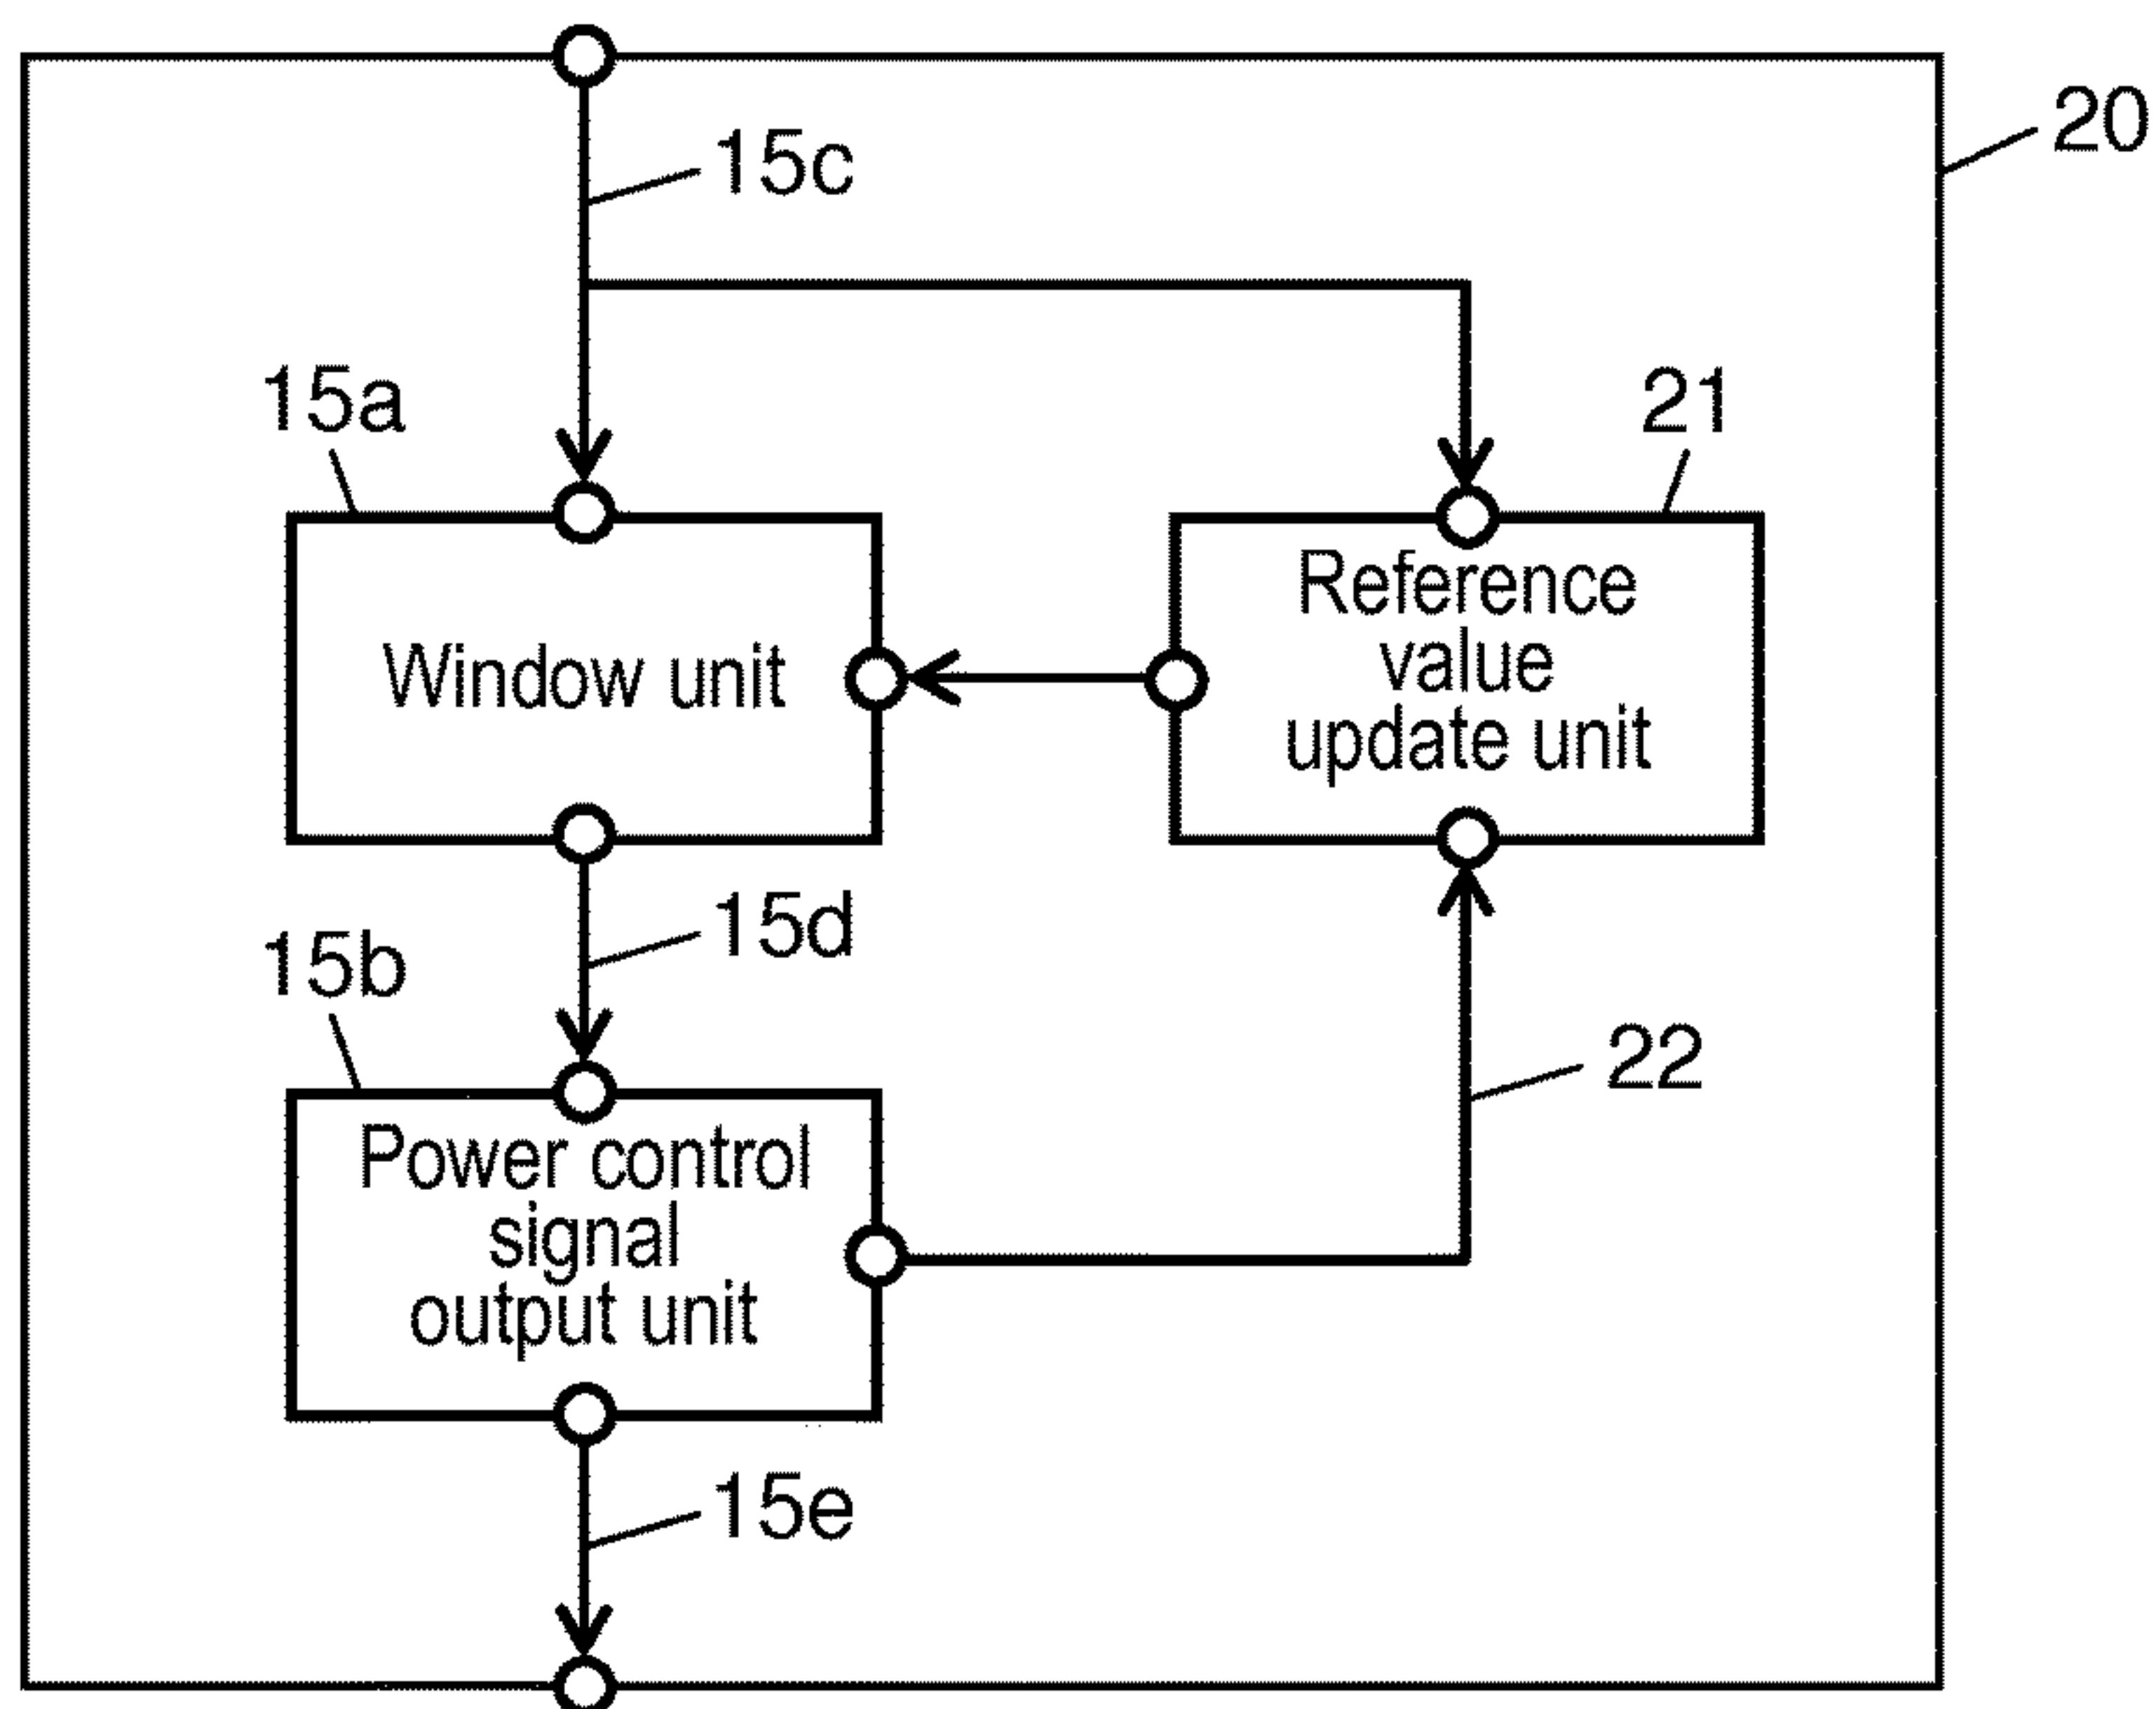 20
15c
15a
21
Window unit
Reference
value
update unit
15d
15b
22
Power control
signal
output unit
15e